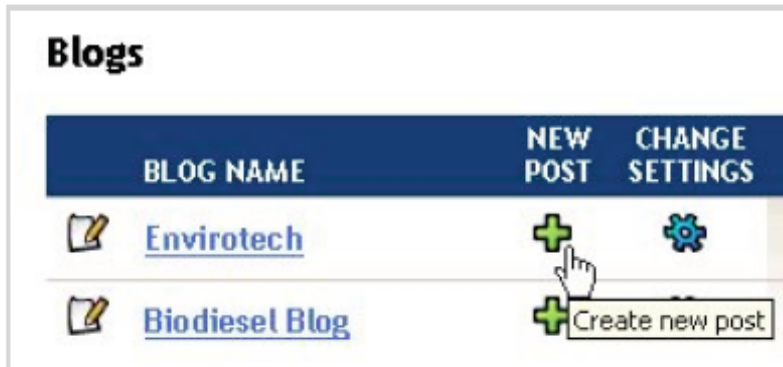 Blogs
BLOG NAME
NEW POST
CHANGE SETTINGS
Envirotech
Biodiesel Blog
Create new post